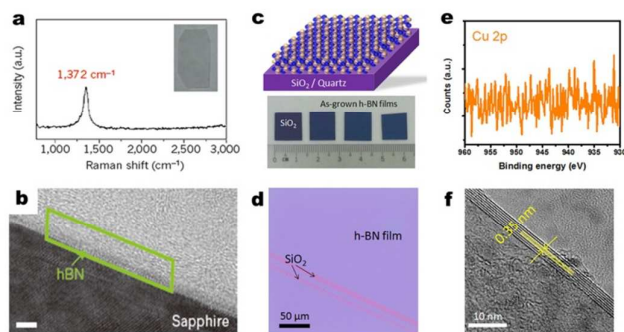 a
1,372 cm⁻¹
Intensity (a.u.)
1,000 1,500 2,000 2,500 3,000
Raman shift (cm⁻¹)
b
hBN
Sapphire
c
SiO₂ / Quartz
As-grown h-BN films
SiO₂
d
h-BN film
SiO₂
50 μm
e
Cu 2p
Counts (a.u.)
960 955 950 945 940 935 930
Binding energy (eV)
f
0.35 nm
10 nm